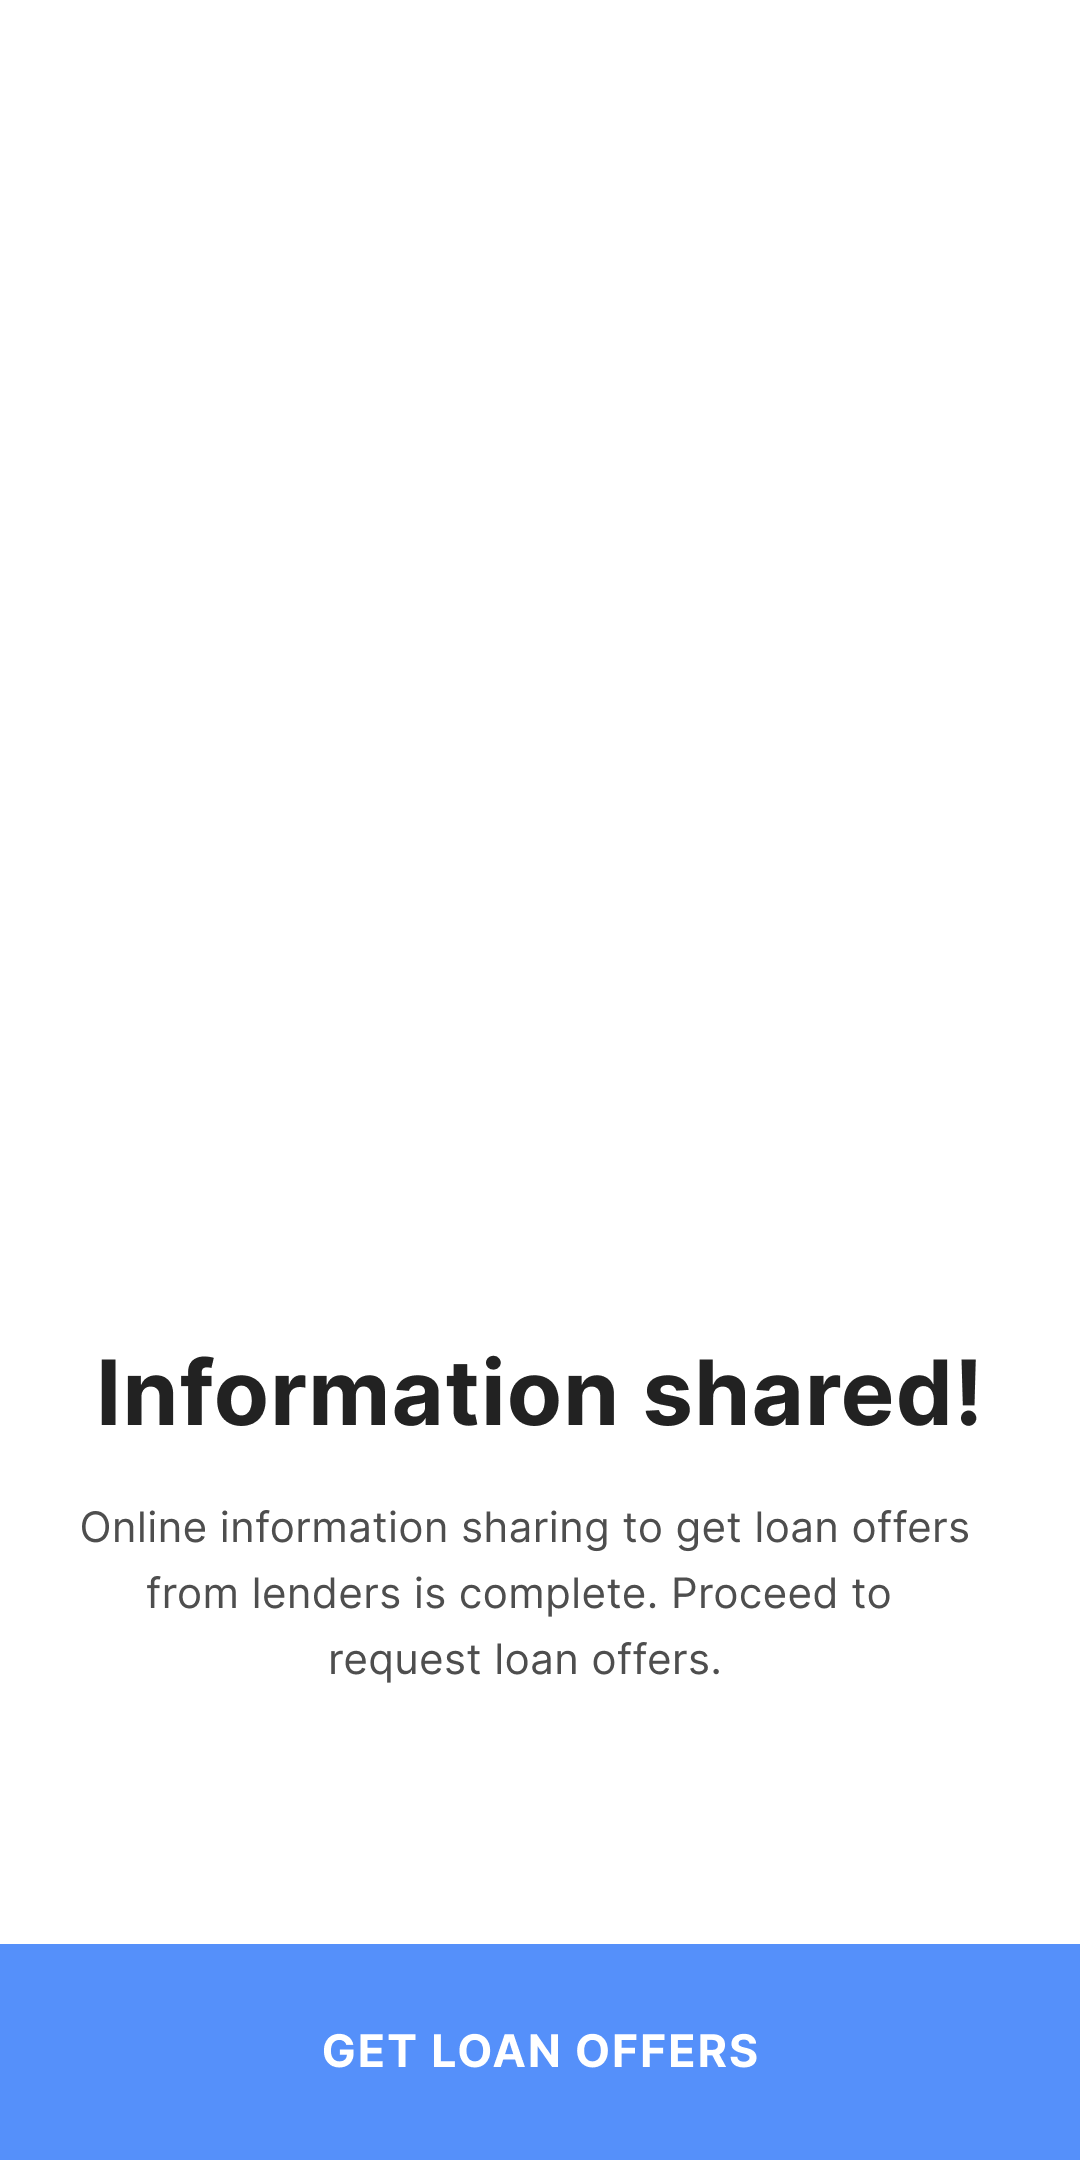 Information shared!
Online information sharing to get loan offers
from lenders is complete. Proceed to
request loan offers.
GET LOAN OFFERS